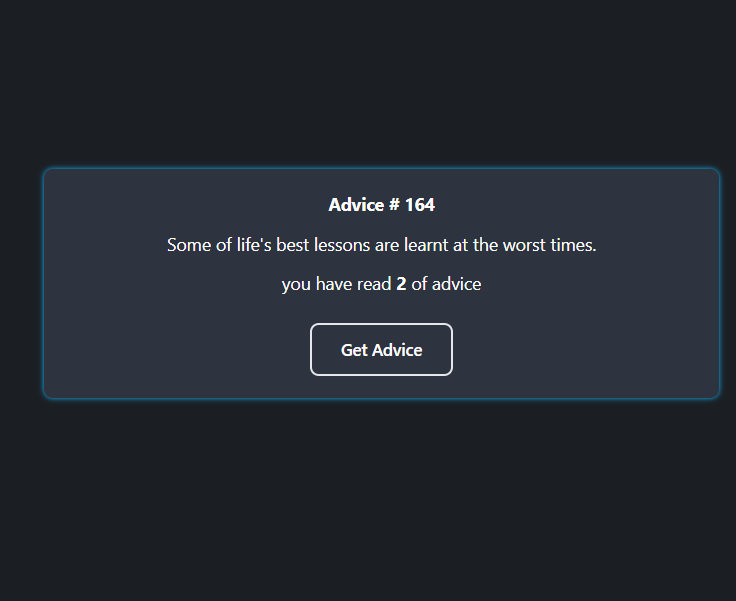 Advice # 164
Some of life's best lessons are learnt at the worst times.
you have read 2 of advice
Get Advice